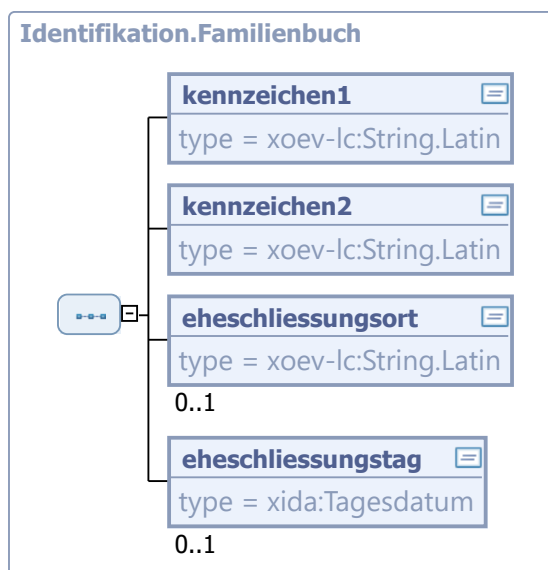 Identifikation.Familienbuch
kennzeichen1
type = xoev-lc:String.Latin
kennzeichen2
type = xoev-lc:String.Latin
eheschliessungsort
type = xoev-lc:String.Latin
0..1
eheschliessungstag
type = xida:Tagesdatum
0..1